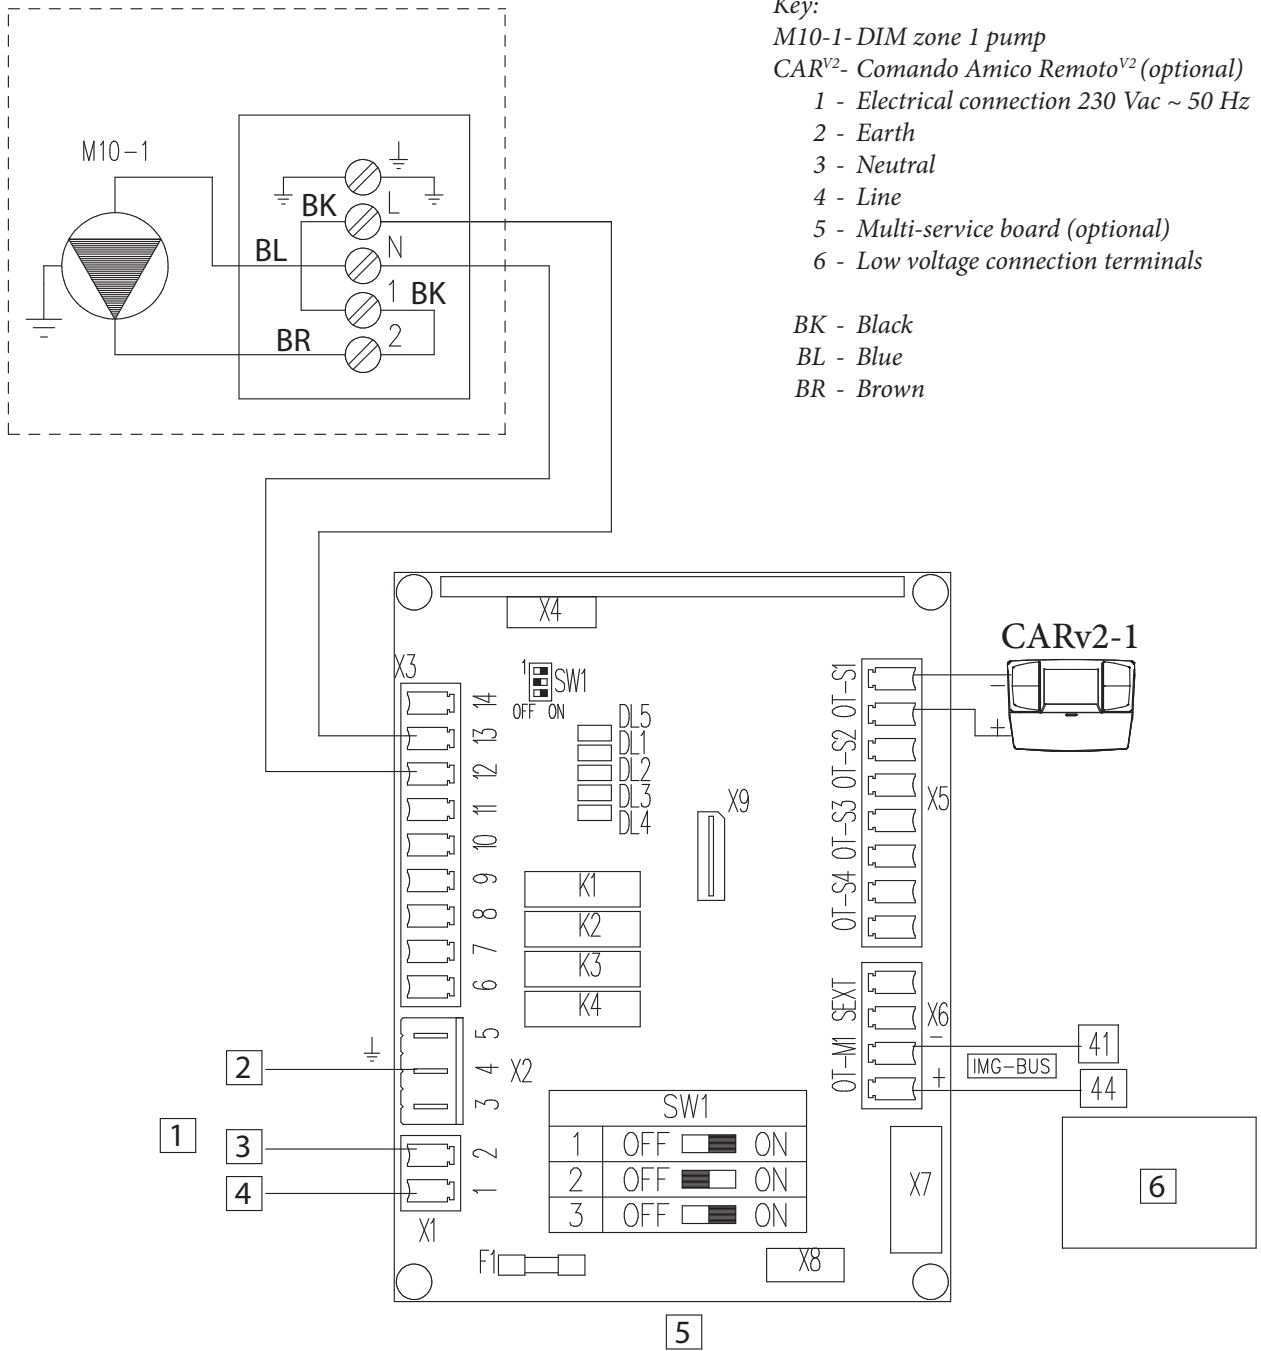 Key:
M10-1- DIM zone 1 pump
CARV2- Comando Amico RemotoV2 (optional)
1 - Electrical connection 230 Vac ~ 50 Hz
2 - Earth
3 - Neutral
4 - Line
5 - Multi-service board (optional)
6 - Low voltage connection terminals
BK - Black
BL - Blue
BR - Brown
M10-1
BK
L
BL
N
1
BK
BR
2
X4
CARv2-1
X3
1
SW1
OFF ON
14
13
12
11
10
9
8
7
6
DL5
DL1
DL2
DL3
DL4
X9
K1
K2
K3
K4
OT-S1
OT-S2
OT-S3
OT-S4
X5
-
+
SEXT
OT-M1
X6
-
+
IMG-BUS
41
44
5
4
3
X2
2
1
3
4
2
1
X1
SW1
1 OFF ON
2 OFF ON
3 OFF ON
X7
6
F1
X8
5